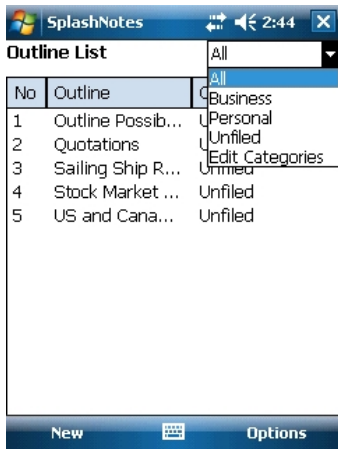 SplashNotes 2:44
Outline List All
No Outline All
Business
Personal
Unfiled
Edit Categories
1 Outline Possib...
2 Quotations
3 Sailing Ship R... Unfiled
4 Stock Market ... Unfiled
5 US and Cana... Unfiled
New Options